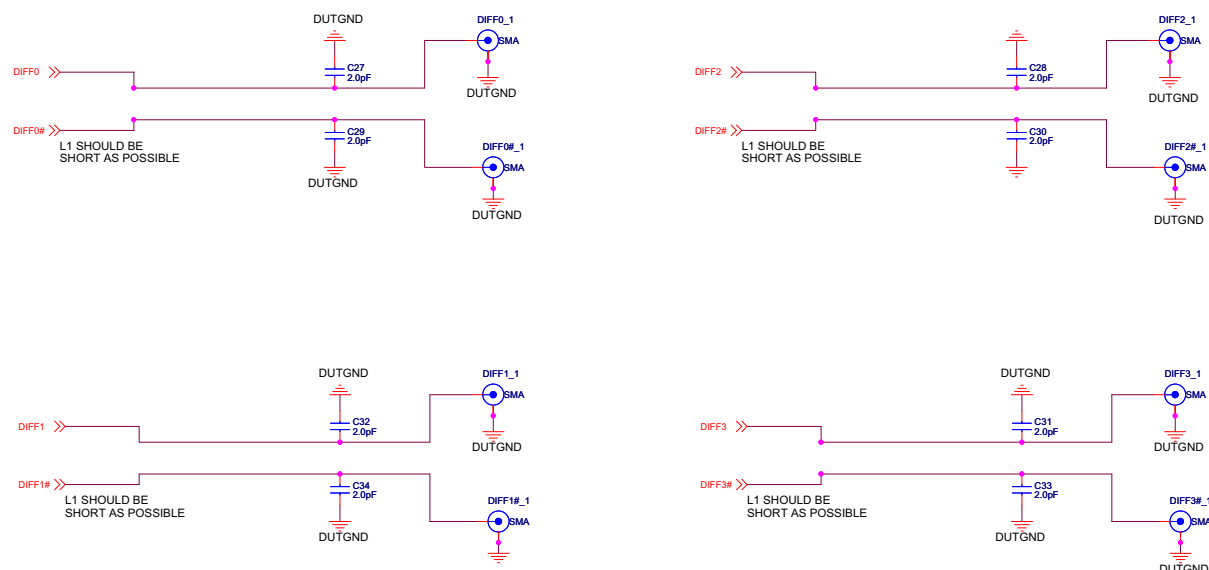 DUTGND
DIFF0_1
SMA
DIFF0
C27
2.0pF
DUTGND
DIFF0#
C29
2.0pF
L1 SHOULD BE
SHORT AS POSSIBLE
DIFF0#_1
SMA
DUTGND
DUTGND
DIFF2_1
SMA
DIFF2
C28
2.0pF
DUTGND
DIFF2#
C30
2.0pF
L1 SHOULD BE
SHORT AS POSSIBLE
DIFF2#_1
SMA
DUTGND
DUTGND
DIFF1_1
SMA
DIFF1
C32
2.0pF
DUTGND
DIFF1#
C34
2.0pF
L1 SHOULD BE
SHORT AS POSSIBLE
DIFF1#_1
SMA
DUTGND
DUTGND
DIFF3_1
SMA
DIFF3
C31
2.0pF
DUTGND
DIFF3#
C33
2.0pF
L1 SHOULD BE
SHORT AS POSSIBLE
DIFF3#_1
SMA
DUTGND
DUTGND